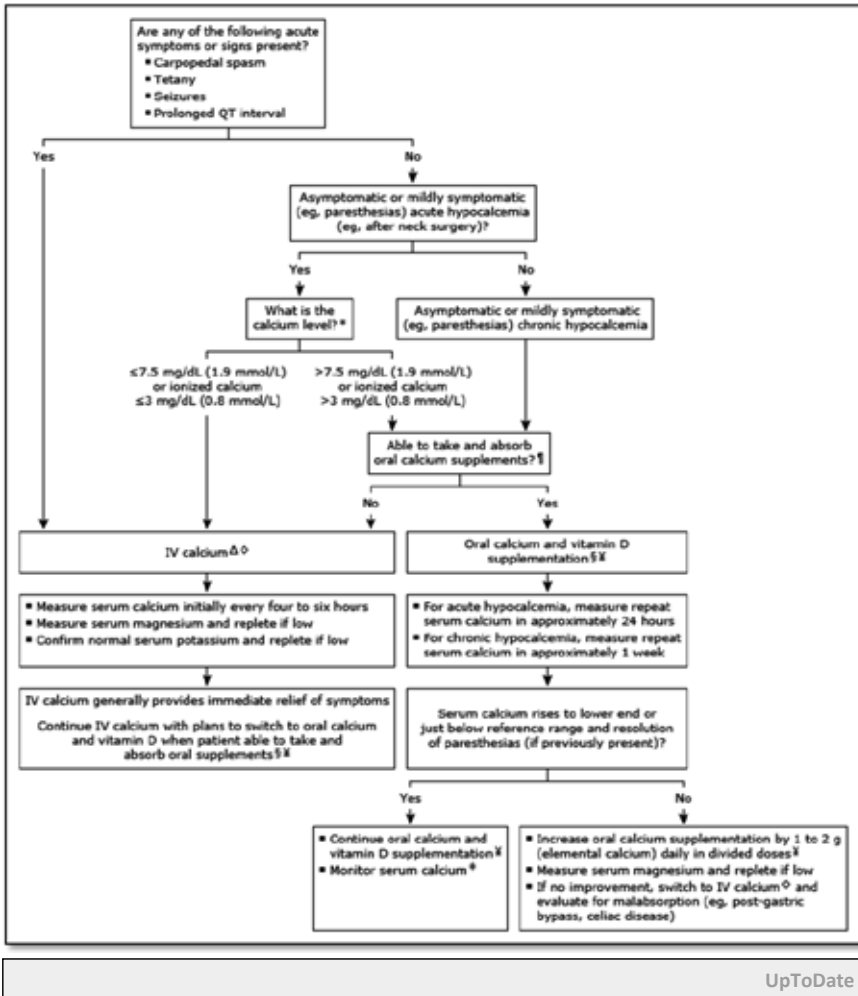 Are any of the following acute
symptoms or signs present?
▪ Carpopedal spasm
▪ Tetany
▪ Seizures
▪ Prolonged QT interval
Yes
No
Asymptomatic or mildly symptomatic
(eg, paresthesias) acute hypocalcemia
(eg, after neck surgery)?
Yes
No
What is the
calcium level?*
Asymptomatic or mildly symptomatic
(eg, paresthesias) chronic hypocalcemia
≤7.5 mg/dL (1.9 mmol/L)
or ionized calcium
≤3 mg/dL (0.8 mmol/L)
>7.5 mg/dL (1.9 mmol/L)
or ionized calcium
>3 mg/dL (0.8 mmol/L)
Able to take and absorb
oral calcium supplements?¶
No
Yes
IV calcium Δ◊
Oral calcium and vitamin D
supplementation§¥
▪ Measure serum calcium initially every four to six hours
▪ Measure serum magnesium and replete if low
▪ Confirm normal serum potassium and replete if low
▪ For acute hypocalcemia, measure repeat
serum calcium in approximately 24 hours
▪ For chronic hypocalcemia, measure repeat
serum calcium in approximately 1 week
IV calcium generally provides immediate relief of symptoms
Continue IV calcium with plans to switch to oral calcium
and vitamin D when patient able to take and
absorb oral supplements§¥
Serum calcium rises to lower end or
just below reference range and resolution
of paresthesias (if previously present)?
Yes
No
▪ Continue oral calcium and
vitamin D supplementation¥
▪ Monitor serum calcium
▪ Increase oral calcium supplementation by 1 to 2 g
(elemental calcium) daily in divided doses¥
▪ Measure serum magnesium and replete if low
▪ If no improvement, switch to IV calcium◊ and
evaluate for malabsorption (eg, post-gastric
bypass, celiac disease)
UpToDate